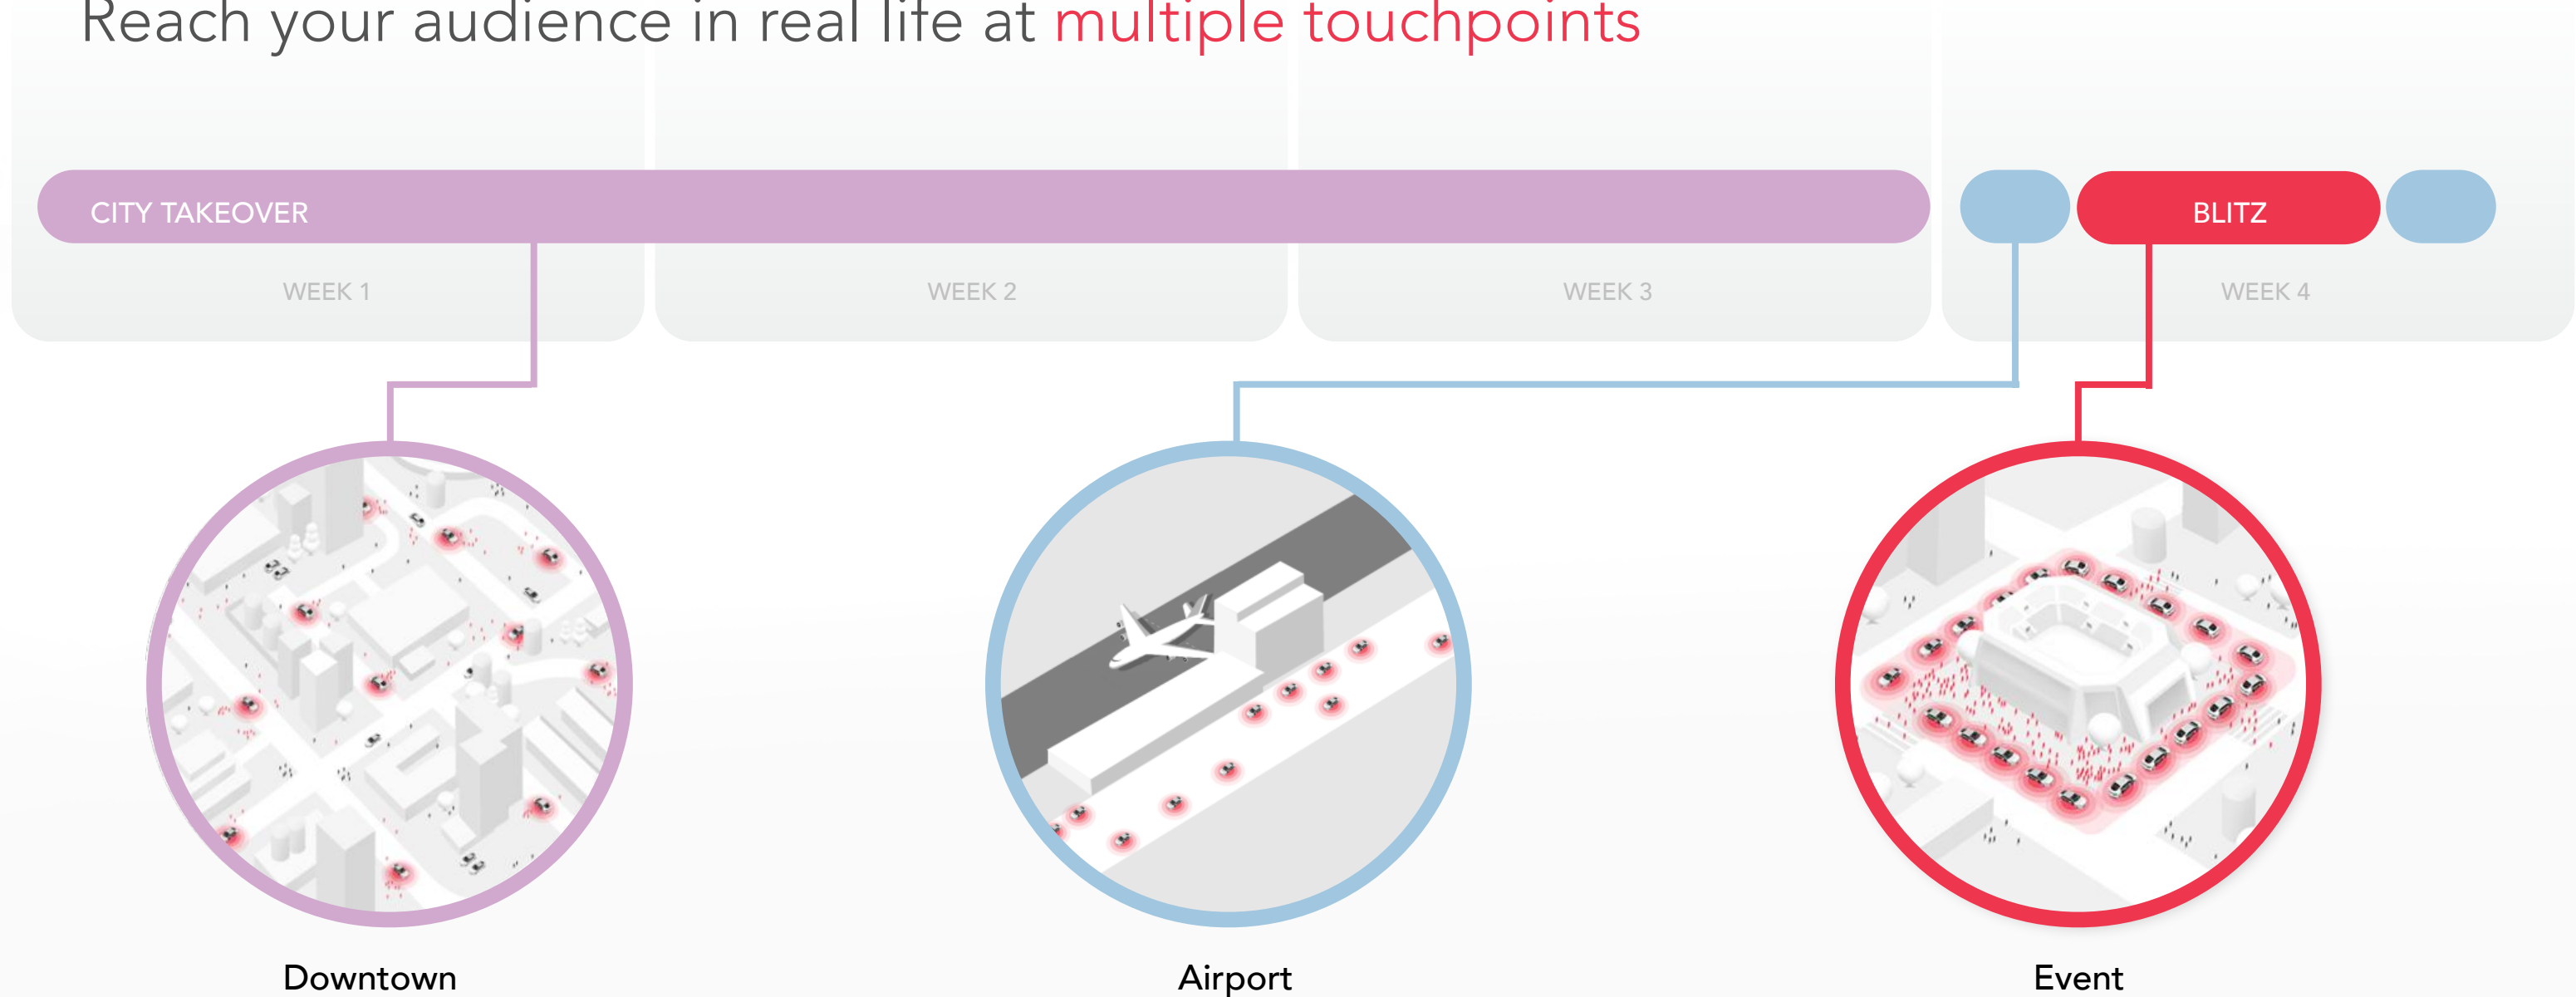 Reach your audience in real life at multiple touchpoints
CITY TAKEOVER
BLITZ
WEEK 1
WEEK 2
WEEK 3
WEEK 4
Downtown
Airport
Event